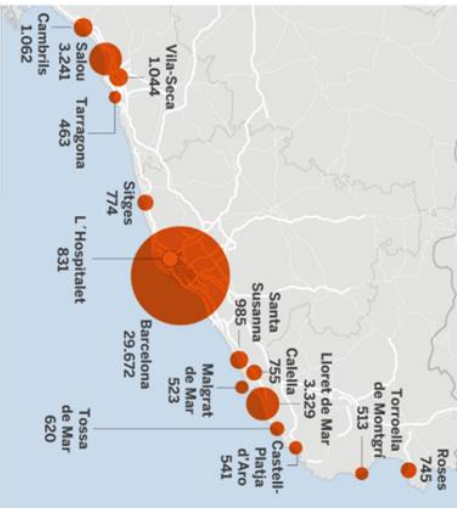 Cambrils
1.062
Salou
3.241
Vila-Seca
1.044
Tarragona
463
Sitges
774
L´Hospitalet
831
Barcelona
29.672
Santa
Susanna
985
Calella
755
Malgrat
de Mar
523
Lloret de Mar
3.329
Tossa
de Mar
620
Castell-
Platja
d'Aro
541
Torroella
de Montgrí
513
Roses
745